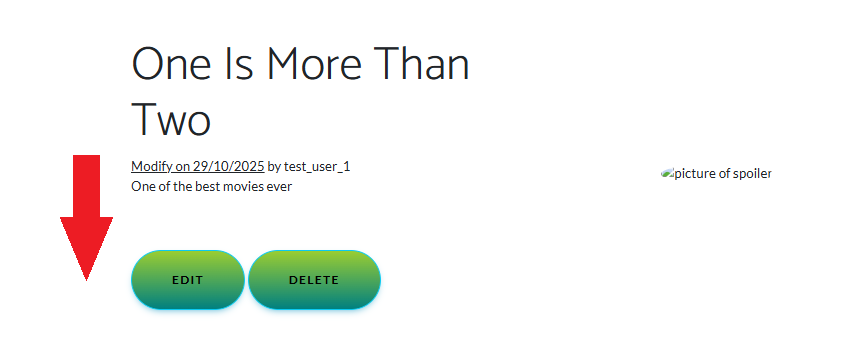 One Is More Than
Two
Modify on 29/10/2025 by test_user_1
One of the best movies ever
picture of spoiler
EDIT DELETE